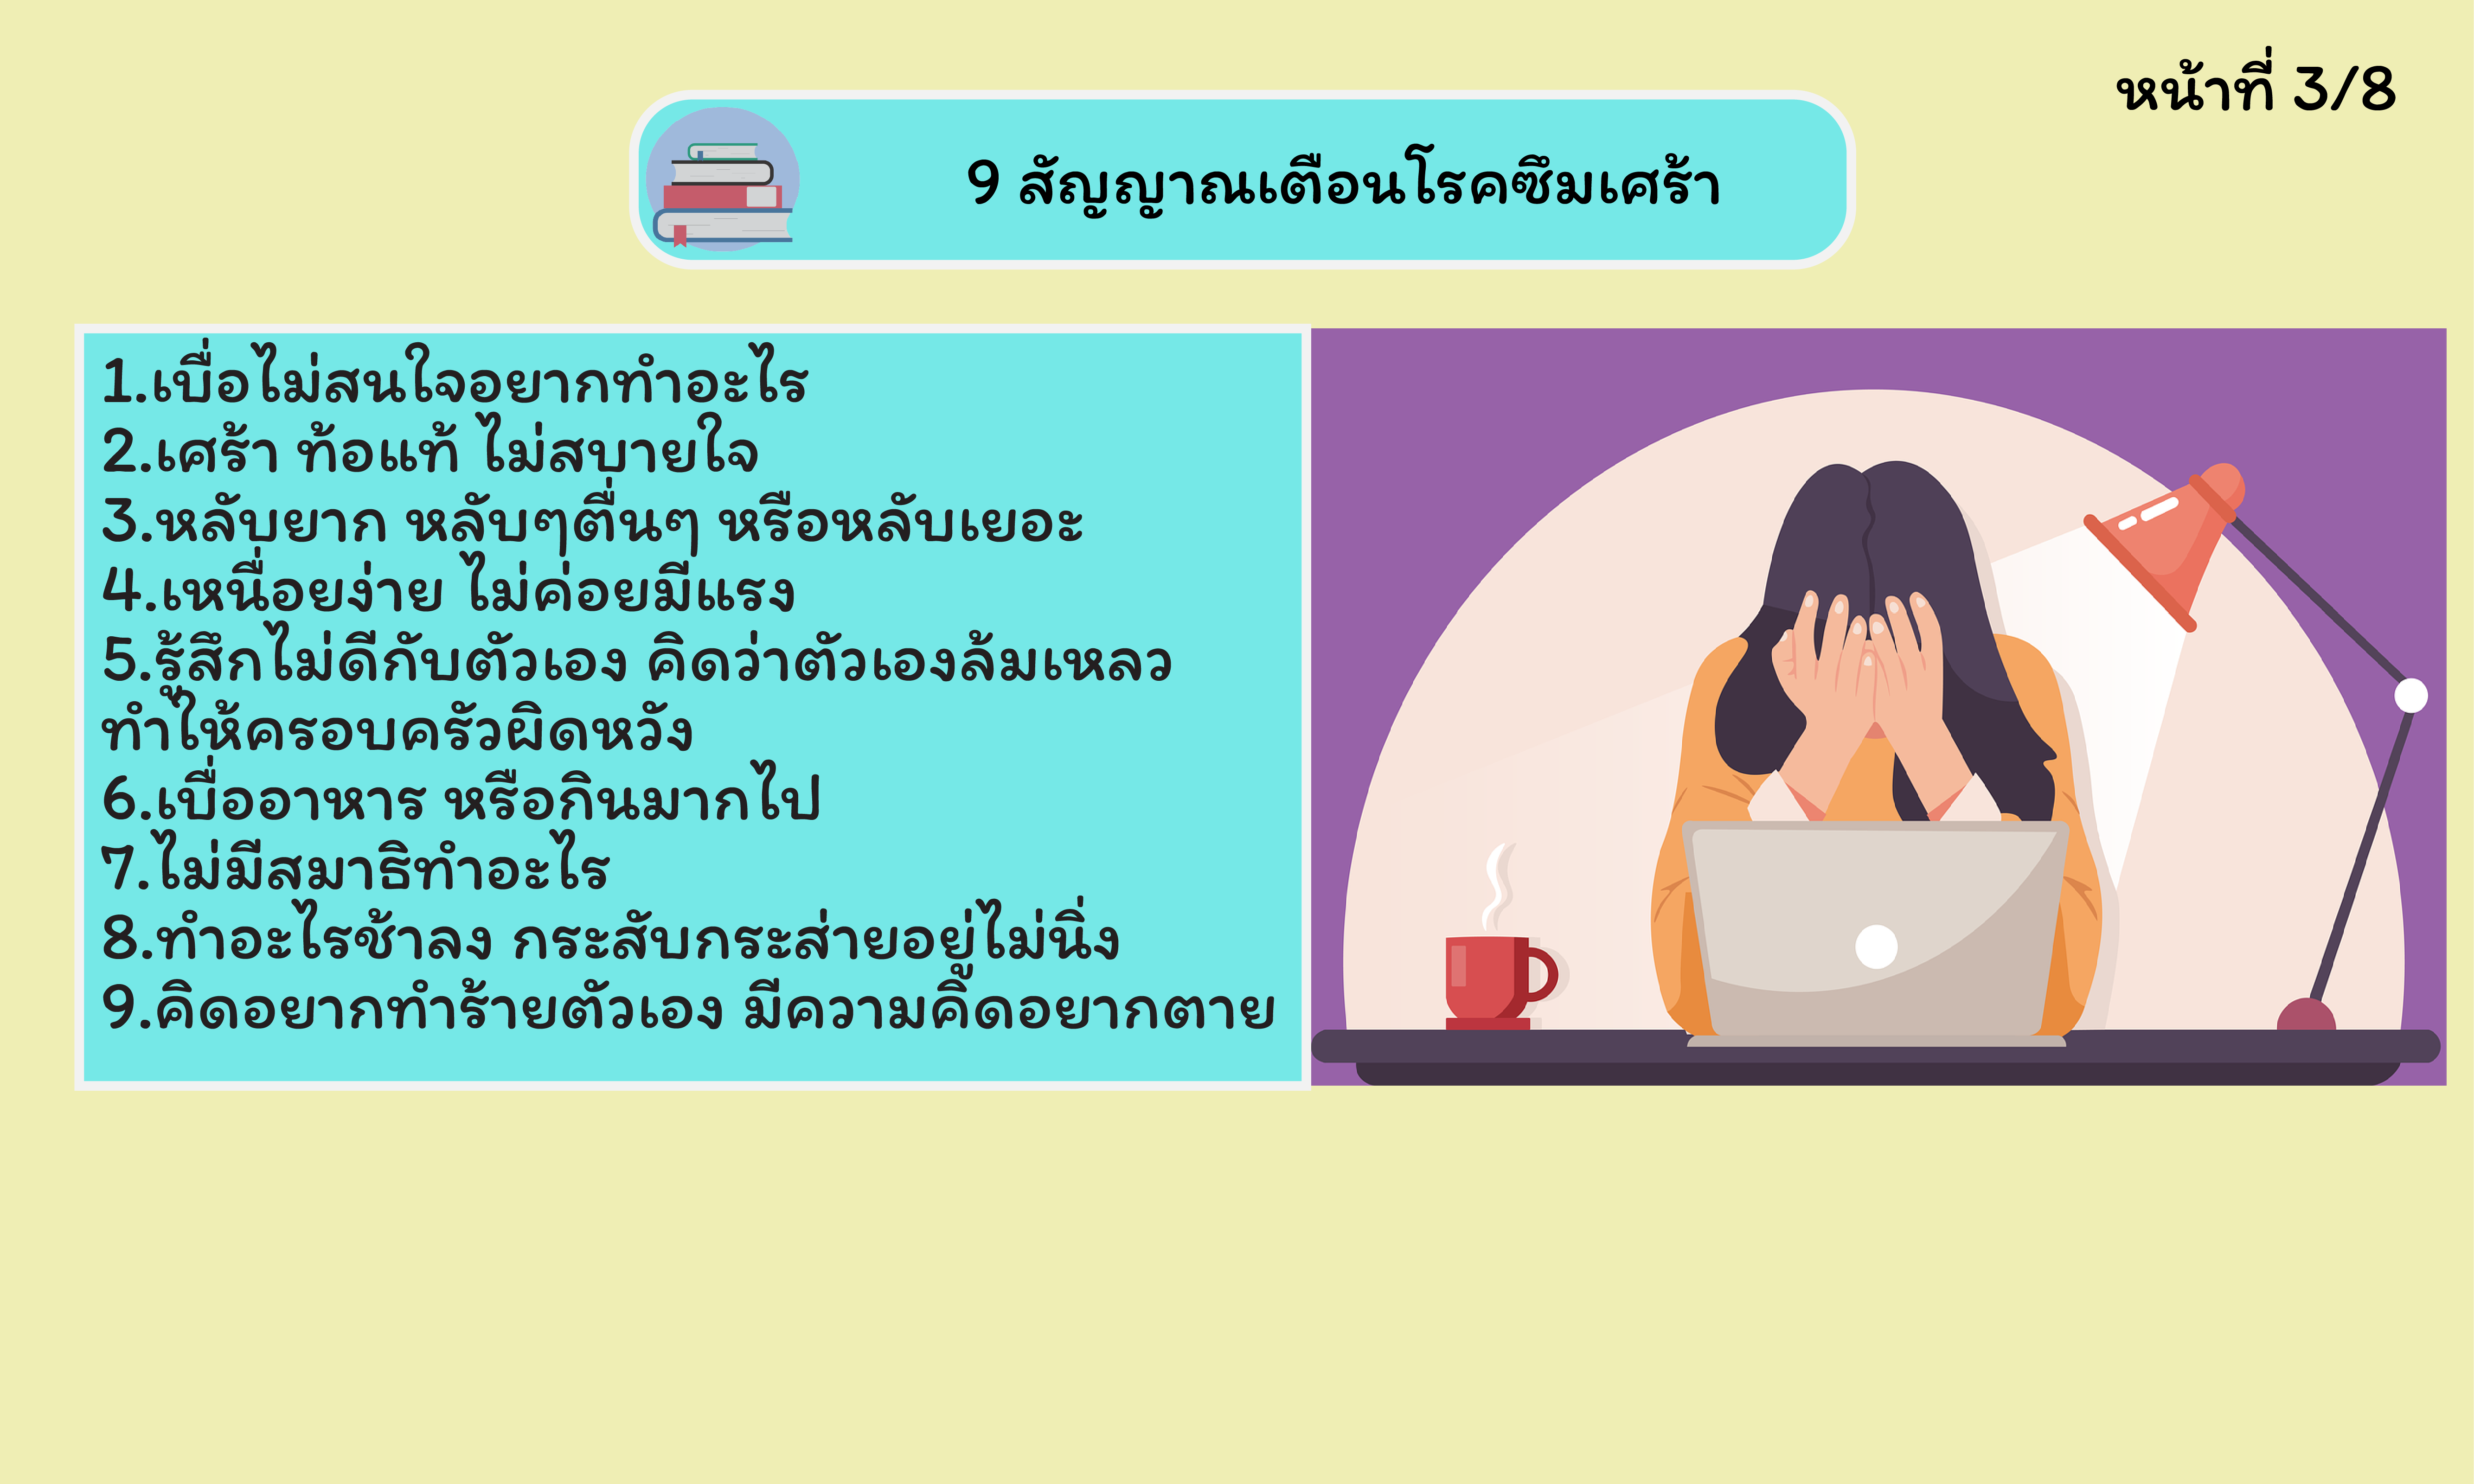 หน้าที่ 3/8
9 สัญญาณเตือนโรคซึมเศร้า
1.เบื่อไม่สนใจอยากทำอะไร
2.เศร้า ท้อแท้ ไม่สบายใจ
3.หลับยาก หลับๆตื่นๆ หรือหลับเยอะ
4.เหนื่อยง่าย ไม่ค่อยมีแรง
5.รู้สึกไม่ดีกับตัวเอง คิดว่าตัวเองล้มเหลว
ทำให้ครอบครัวผิดหวัง
6.เบื่ออาหาร หรือกินมากไป
7.ไม่มีสมาธิทำอะไร
8.ทำอะไรช้าลง กระสับกระส่ายอยู่ไม่นิ่ง
9.คิดอยากทำร้ายตัวเอง มีความคิดอยากตาย